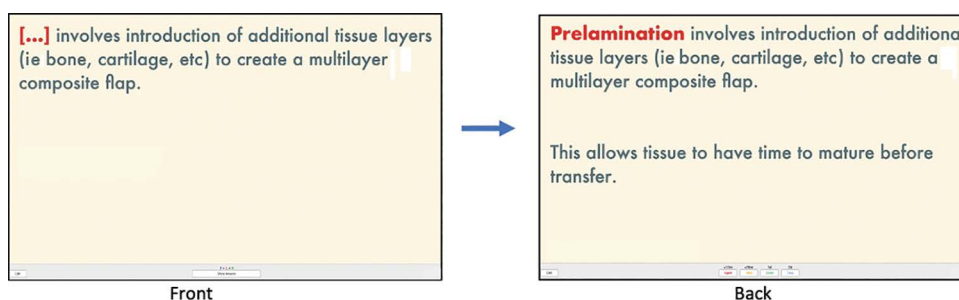 [...] involves introduction of additional tissue layers
(ie bone, cartilage, etc) to create a multilayer
composite flap.
Front
Prelamination involves introduction of additiona
tissue layers (ie bone, cartilage, etc) to create a
multilayer composite flap.
This allows tissue to have time to mature before
transfer.
Back